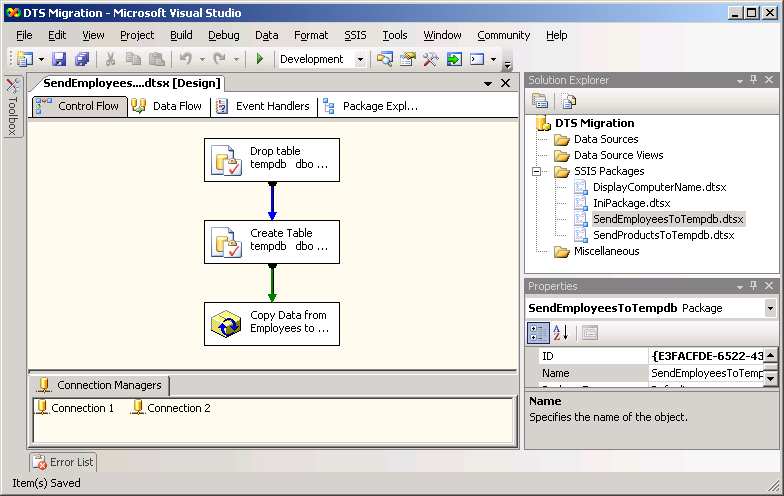 DTS Migration - Microsoft Visual Studio
File Edit View Project Build Debug Data Format SSIS Tools Window Community Help
Development
Toolbox
SendEmployees....dtsx [Design]
Control Flow Data Flow Event Handlers Package Expl...
Drop table
tempdb dbo ...
Create Table
tempdb dbo ...
Copy Data from
Employees to ...
Connection Managers
Connection 1 Connection 2
Error List
Item(s) Saved
Solution Explorer
DTS Migration
Data Sources
Data Source Views
SSIS Packages
DisplayComputerName.dtsx
IniPackage.dtsx
SendEmployeesToTempdb.dtsx
SendProductsToTempdb.dtsx
Miscellaneous
Properties
SendEmployeesToTempdb Package
ID {E3FACFDE-6522-43
Name SendEmployeesToTemp
Name
Specifies the name of the object.